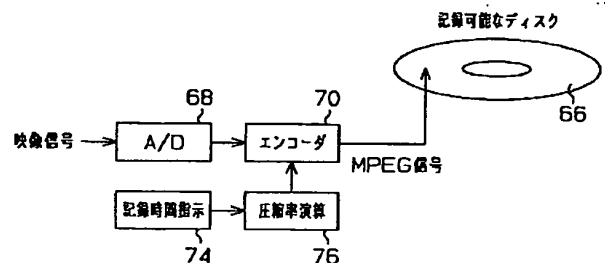 記録可能なディスク
66
68
70
映像信号
A/D
エンコーダ
MPEG信号
記録時間指示
圧縮率演算
74
76